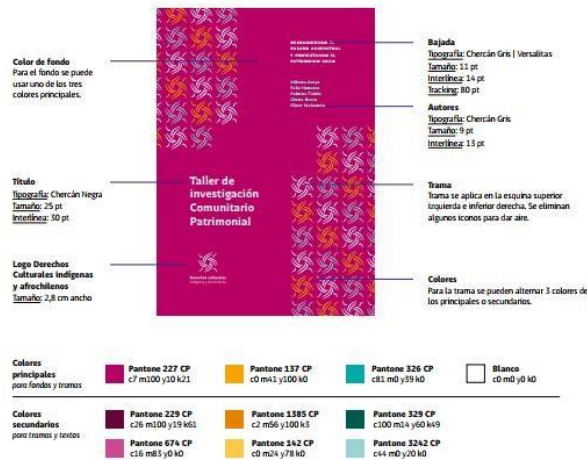 Color de fondo
Para el fondo se puede
usar uno de los tres
colores principales.
Título
Tipografía: Chercán Negra
Tamaño: 25 pt
Interlínea: 30 pt
Logo Derechos
Culturales indígenas
y afrochilenos
Tamaño: 2,8 cm ancho
PASADO ANCESTRAL
Y PROYECTANDO EL
Taller de
investigación
Comunitario
Patrimonial
Derechos culturales
Bajada
Tipografía: Chercán Gris | Versalitas
Tamaño: 11 pt
Interlínea: 14 pt
Tracking: 80 pt
Autores
Tipografía: Chercán Gris
Tamaño: 9 pt
Interlínea: 13 pt
Trama
Trama se aplica en la esquina superior
izquierda e inferior derecha. Se eliminan
algunos iconos para dar aire.
Colores
Para la trama se pueden alternar 3 colores de
los principales o secundarios.
Colores
principales
para fondos y tramas
Pantone 227 CP
c7 m100 y10 k21
Pantone 137 CP
c0 m41 y100 k0
Pantone 326 CP
c81 m0 y39 k0
Blanco
c0 m0 y0 k0
Colores
secundarios
para tramas y textos
Pantone 229 CP
c26 m100 y19 k61
Pantone 1385 CP
c2 m56 y100 k3
Pantone 329 CP
c100 m14 y60 k49
Pantone 674 CP
c16 m83 y0 k0
Pantone 142 CP
c0 m24 y78 k0
Pantone 3242 CP
c44 m0 y20 k0